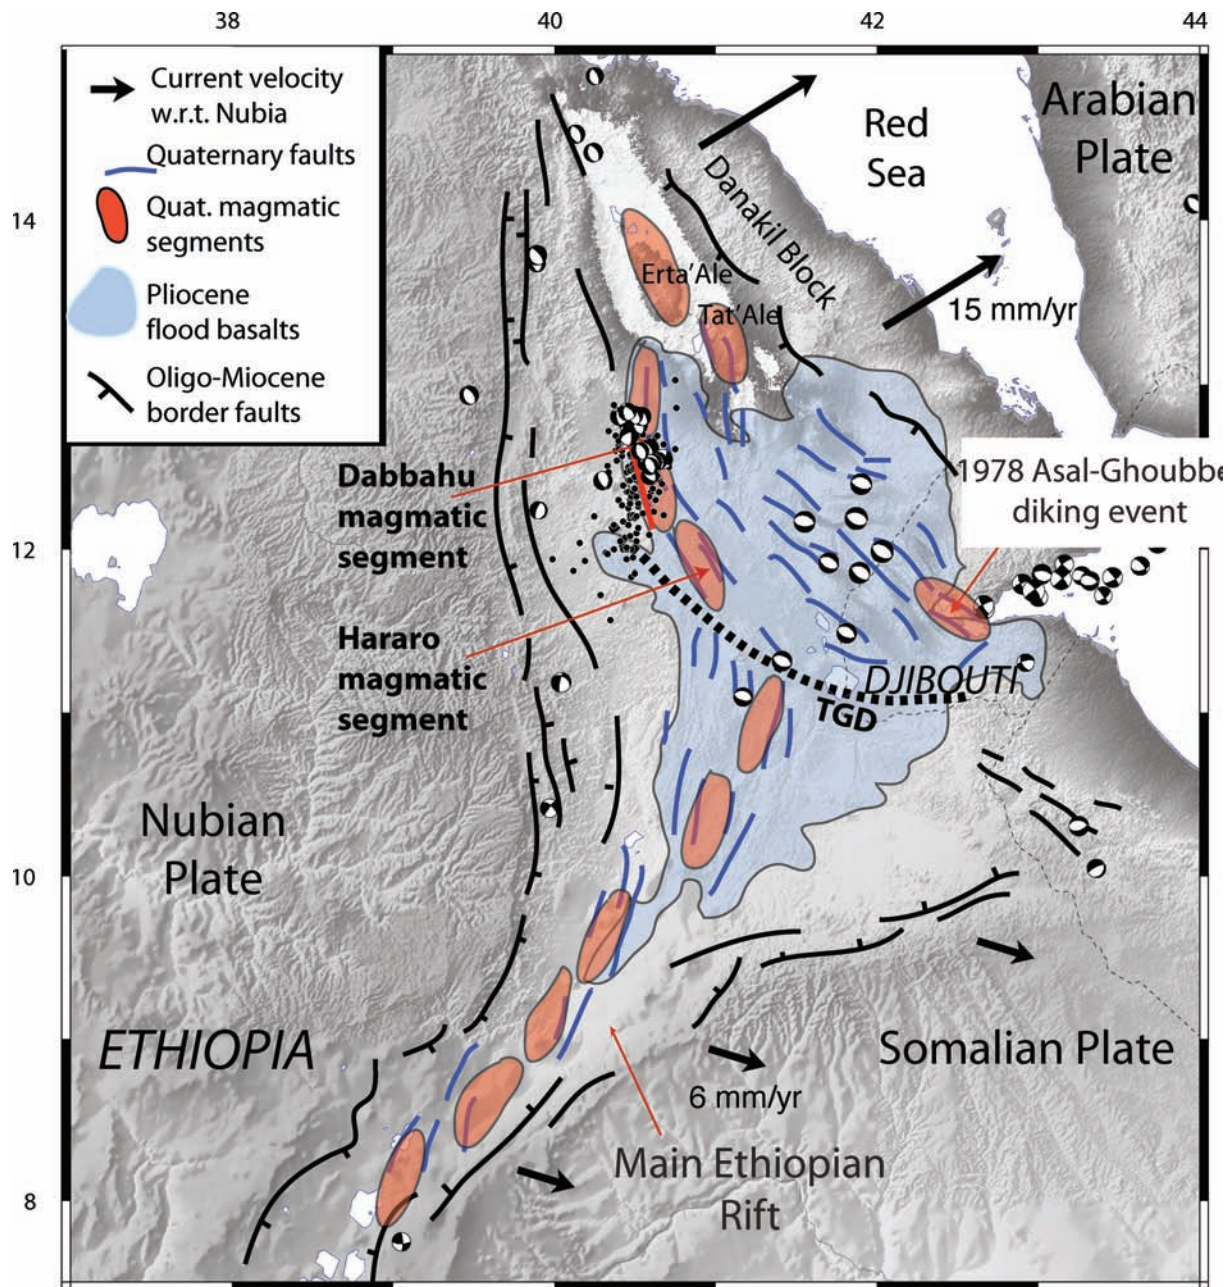 38
40
42
44
Current velocity
w.r.t. Nubia
Quaternary faults
Quat. magmatic
segments
Pliocene
flood basalts
Oligo-Miocene
border faults
Red
Sea
Arabian
Plate
Danakil Block
14
Erta'Ale
Tat'Ale
15 mm/yr
Dabbahu
magmatic
segment
1978 Asal-Ghoubbe
diking event
12
Hararo
magmatic
segment
DJIBOUTI
TGD
Nubian
Plate
10
ETHIOPIA
Somalian Plate
6 mm/yr
Main Ethiopian
Rift
8